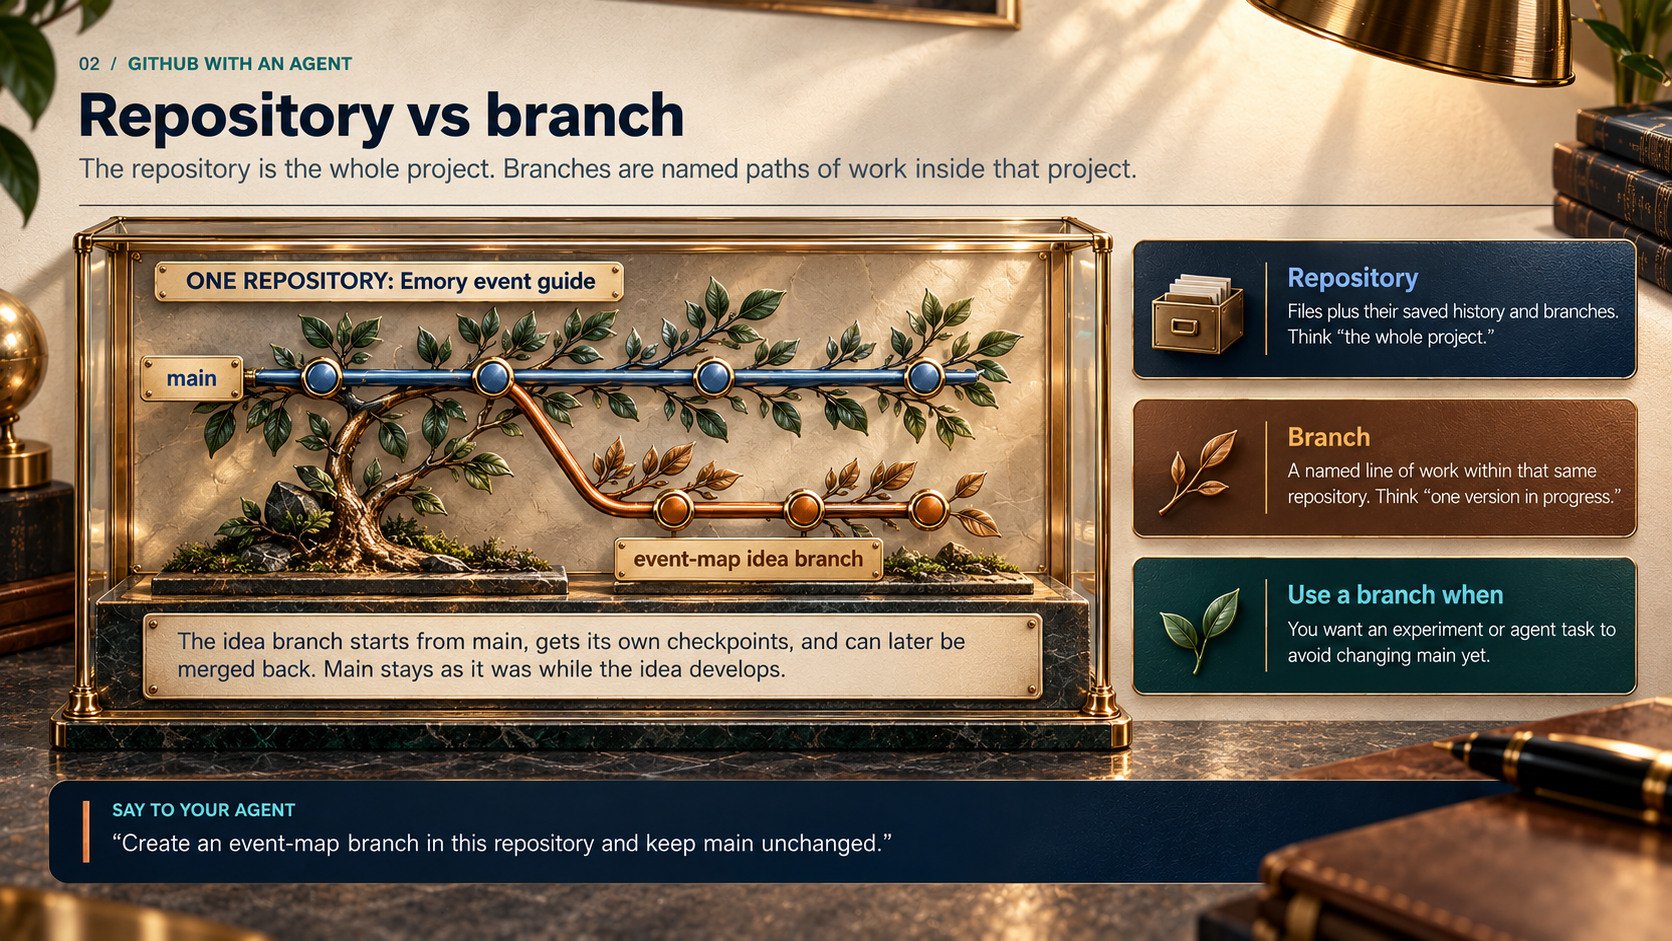 02 / GITHUB WITH AN AGENT
Repository vs branch
The repository is the whole project. Branches are named paths of work inside that project.
ONE REPOSITORY: Emory event guide
main
event-map idea branch
The idea branch starts from main, gets its own checkpoints, and can later be
merged back. Main stays as it was while the idea develops.
Repository
Files plus their saved history and branches.
Think “the whole project.”
Branch
A named line of work within that same
repository. Think “one version in progress.”
Use a branch when
You want an experiment or agent task to
avoid changing main yet.
SAY TO YOUR AGENT
“Create an event-map branch in this repository and keep main unchanged.”